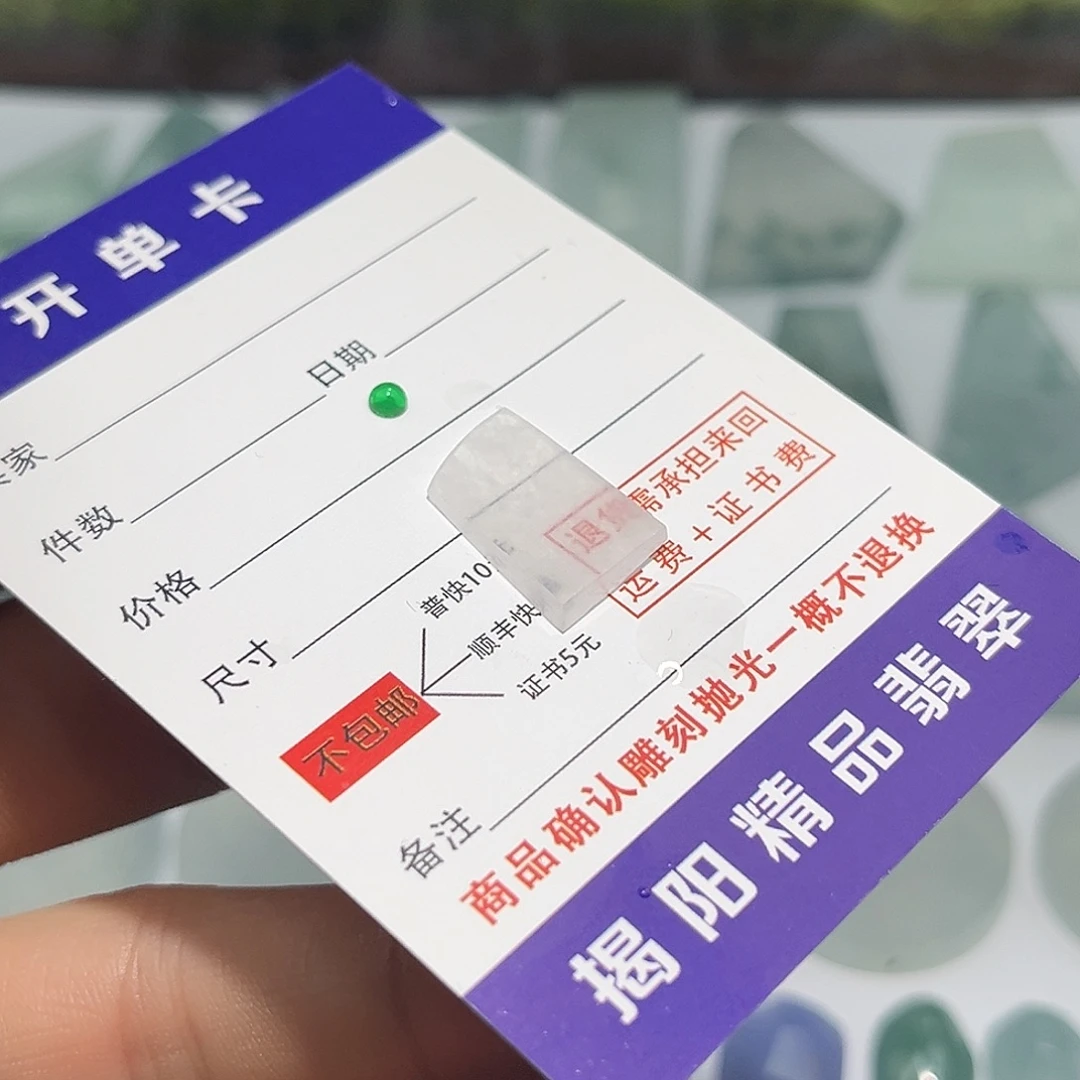 开单卡
家
日期
件数
价格
尺寸
退 需承担来回
运费+证书费
普快10
顺丰快
证书5元
不包邮
备注
商品确认雕刻抛光一概不退换
揭阳精品翡翠